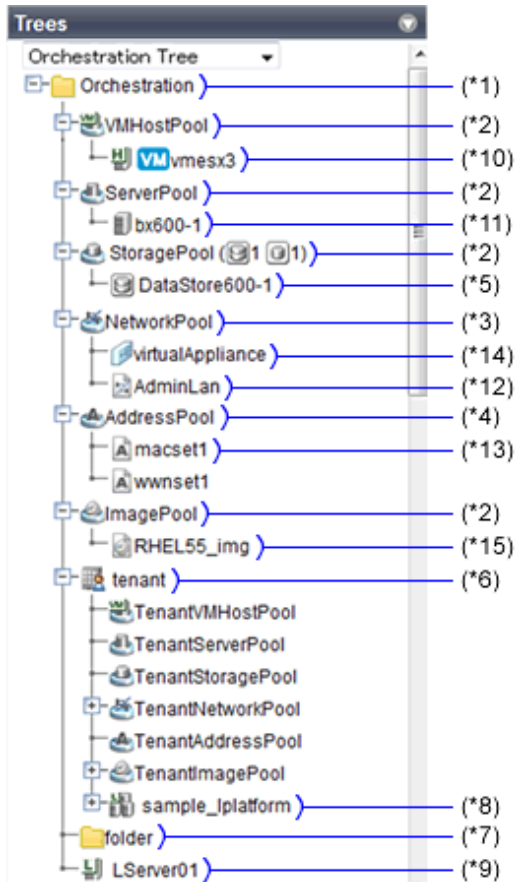 Trees
Orchestration Tree
Orchestration (*1)
VMHostPool (*2)
H VM vmesx3 (*10)
ServerPool (*2)
bx600-1 (*11)
StoragePool (1 1) (*2)
DataStore600-1 (*5)
NetworkPool (*3)
virtualAppliance (*14)
AdminLan (*12)
AddressPool (*4)
A macset1 (*13)
A wwnset1
ImagePool (*2)
RHEL55_img (*15)
tenant (*6)
TenantVMHostPool
TenantServerPool
TenantStoragePool
TenantNetworkPool
TenantAddressPool
TenantImagePool
sample_lplatform (*8)
folder (*7)
L LServer01 (*9)